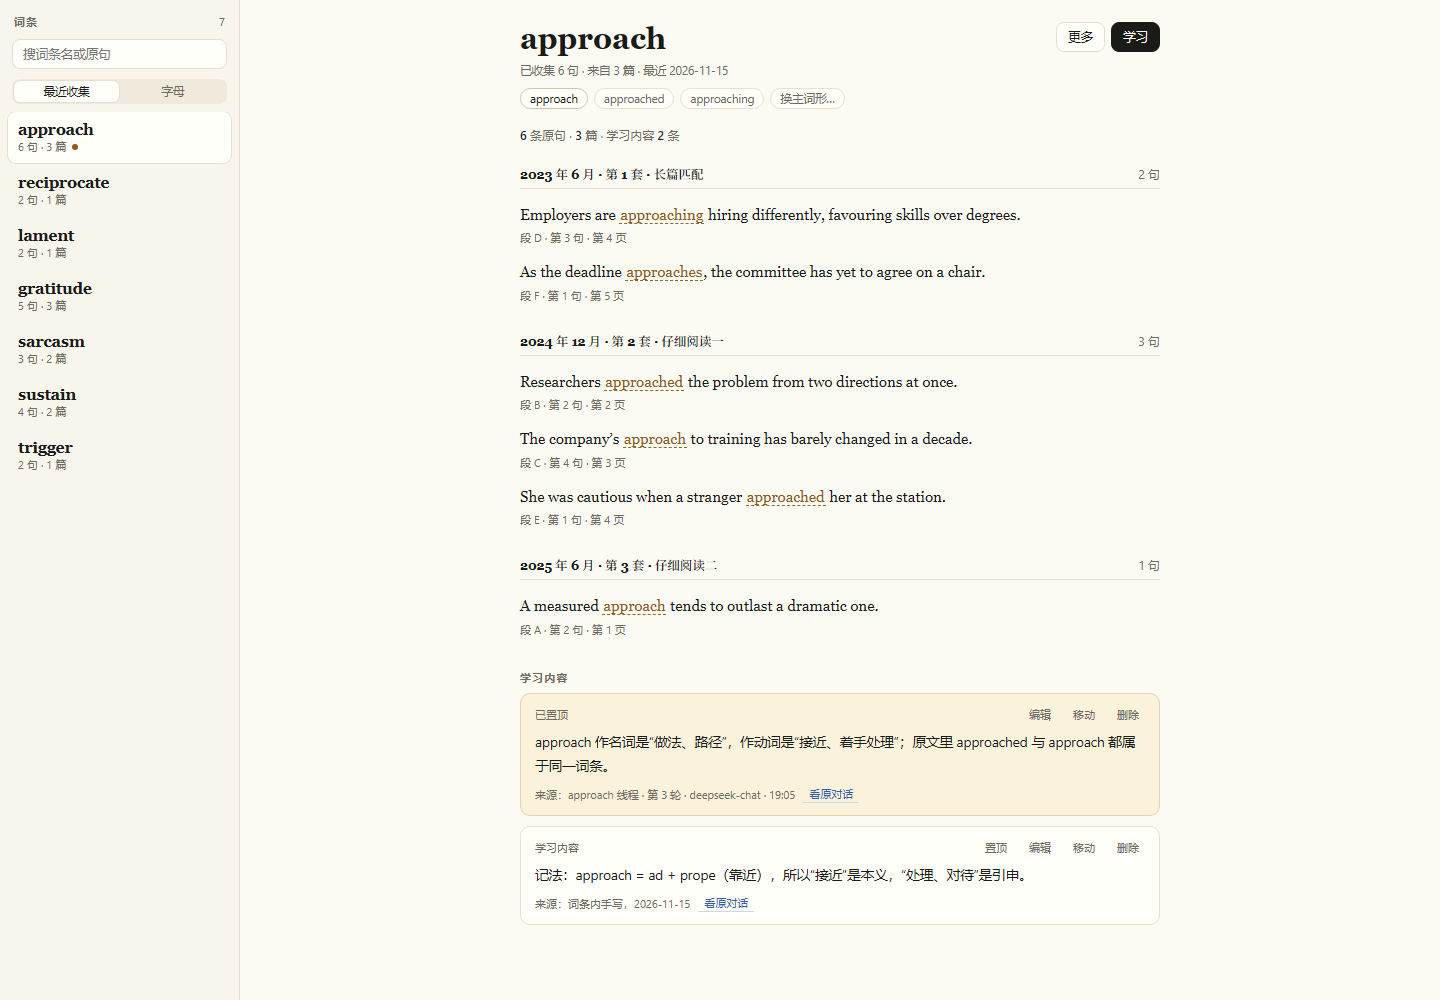 词条 7
搜词条名或原句
最近收集 字母
approach
6 句 · 3 篇
reciprocate
2 句 · 1 篇
lament
2 句 · 1 篇
gratitude
5 句 · 3 篇
sarcasm
3 句 · 2 篇
sustain
4 句 · 2 篇
trigger
2 句 · 1 篇
approach
更多 学习
已收集 6 句 · 来自 3 篇 · 最近 2026-11-15
approach approached approaching 换主词形...
6 条原句 · 3 篇 · 学习内容 2 条
2023 年 6 月 · 第 1 套 · 长篇匹配 2 句
Employers are approaching hiring differently, favouring skills over degrees.
段 D · 第 3 句 · 第 4 页
As the deadline approaches, the committee has yet to agree on a chair.
段 F · 第 1 句 · 第 5 页
2024 年 12 月 · 第 2 套 · 仔细阅读一 3 句
Researchers approached the problem from two directions at once.
段 B · 第 2 句 · 第 2 页
The company’s approach to training has barely changed in a decade.
段 C · 第 4 句 · 第 3 页
She was cautious when a stranger approached her at the station.
段 E · 第 1 句 · 第 4 页
2025 年 6 月 · 第 3 套 · 仔细阅读二 1 句
A measured approach tends to outlast a dramatic one.
段 A · 第 2 句 · 第 1 页
学习内容
已置顶 编辑 移动 删除
approach 作名词是“做法、路径”，作动词是“接近、着手处理”；原文里 approached 与 approach 都属
于同一词条。
来源：approach 线程 · 第 3 轮 · deepseek-chat · 19:05 看原对话
学习内容 置顶 编辑 移动 删除
记法：approach = ad + prope（靠近），所以“接近”是本义，“处理、对待”是引申。
来源：词条内手写，2026-11-15 看原对话